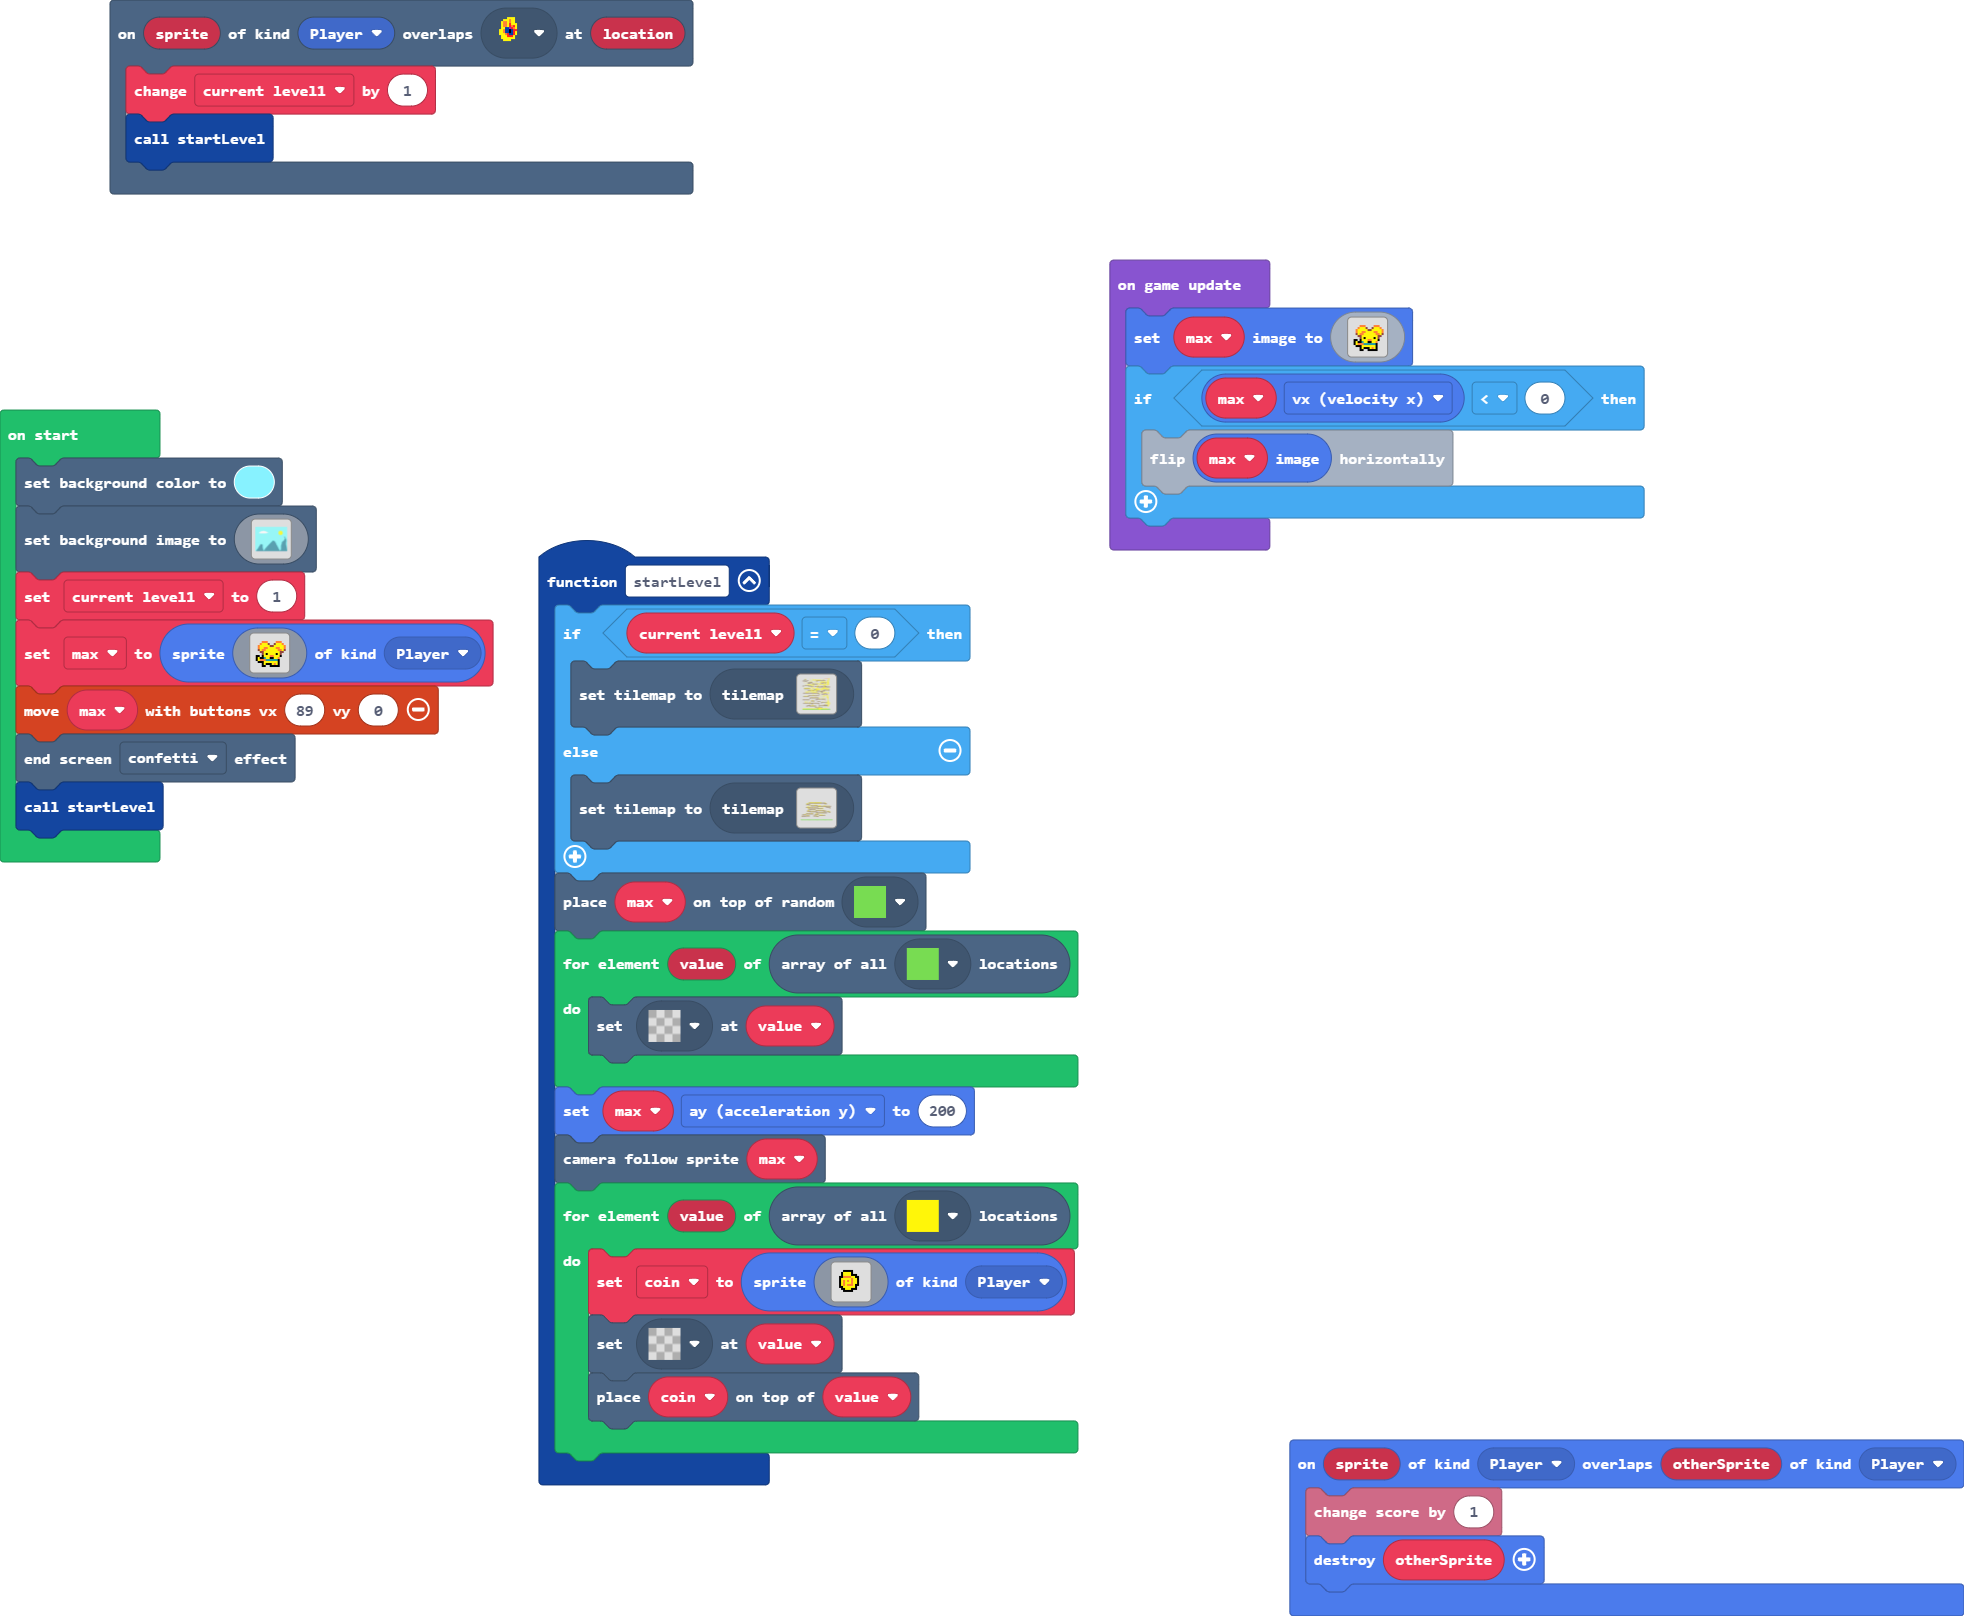 on sprite of kind Player overlaps at location
change current level1 by 1
call startLevel
on game update
set max image to
if max vx (velocity x) < 0 then
flip max image horizontally
on start
set background color to
set background image to
set current level1 to 1
set max to sprite of kind Player
move max with buttons vx 89 vy 0
end screen confetti effect
call startLevel
function startLevel
if current level1 = 0 then
set tilemap to tilemap
else
set tilemap to tilemap
place max on top of random
for element value of array of all locations
do set at value
set max ay (acceleration y) to 200
camera follow sprite max
for element value of array of all locations
do set coin to sprite of kind Player
set at value
place coin on top of value
on sprite of kind Player overlaps otherSprite of kind Player
change score by 1
destroy otherSprite